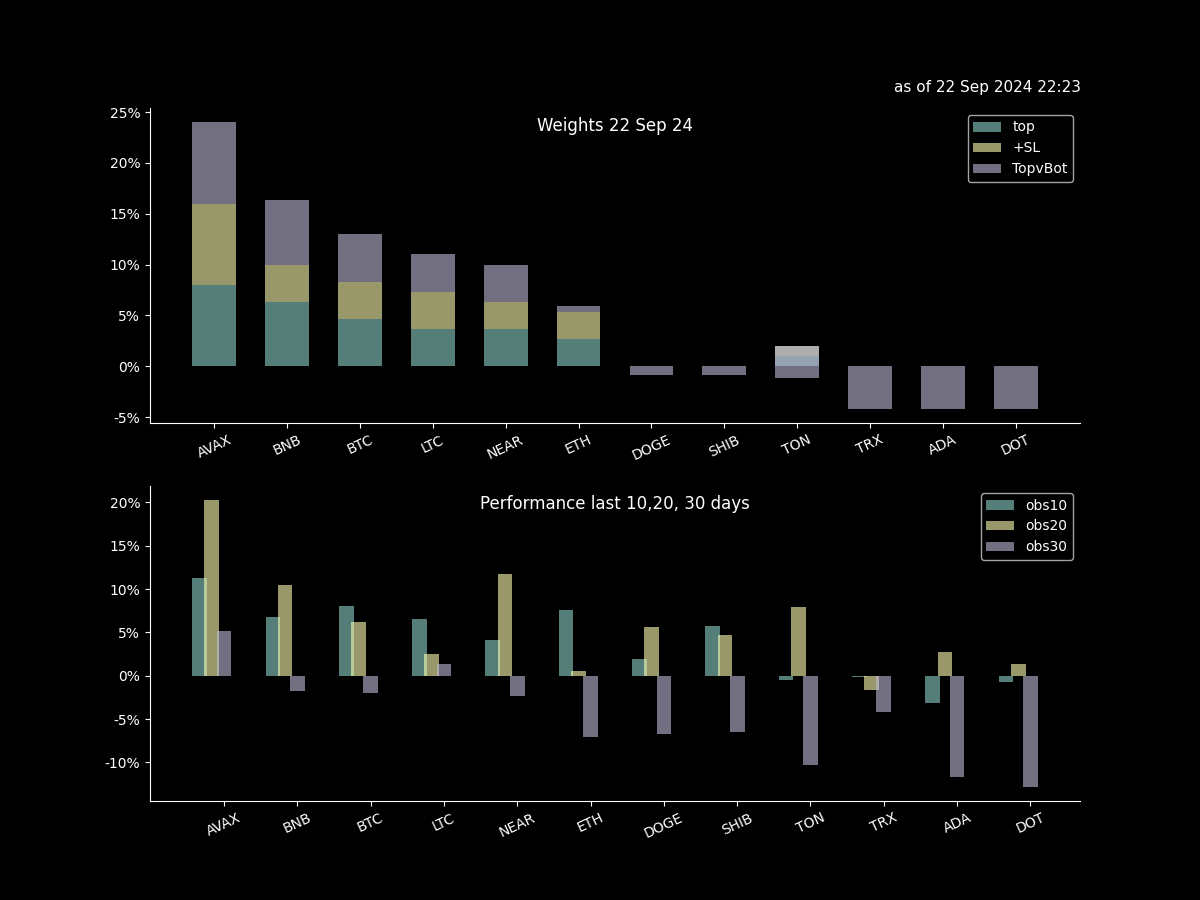 as of 22 Sep 2024 22:23
Weights 22 Sep 24
top
+SL
TopvBot
25%
20%
15%
10%
5%
0%
-5%
AVAX BNB BTC LTC NEAR ETH DOGE SHIB TON TRX ADA DOT
Performance last 10,20, 30 days
obs10
obs20
obs30
20%
15%
10%
5%
0%
-5%
-10%
AVAX BNB BTC LTC NEAR ETH DOGE SHIB TON TRX ADA DOT